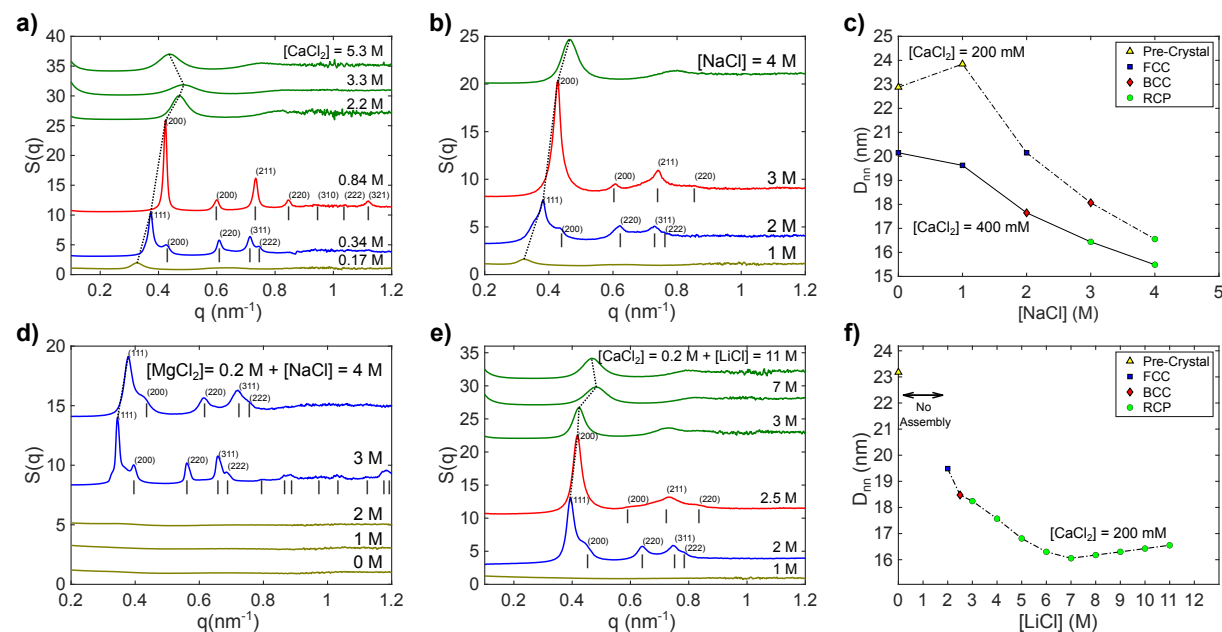 a)
40
35
30
25
20
15
10
5
0
S(q)
[CaCl2] = 5.3 M
3.3 M
2.2 M
(200)
(200)
(211)
(220)
(310)
(222)
(321)
0.84 M
(111)
(200)
(220)
(311)
(222)
0.34 M
0.17 M
0.2 0.4 0.6 0.8 1 1.2
q (nm-1)
b)
25
20
15
10
5
0
S(q)
[NaCl] = 4 M
(200)
(200)
(211)
(220)
3 M
(111)
(200)
(220)
(311)
(222)
2 M
1 M
0.2 0.4 0.6 0.8 1 1.2
q (nm-1)
c)
25
24
23
22
21
20
19
18
17
16
15
Dnn (nm)
[CaCl2] = 200 mM
[CaCl2] = 400 mM
Pre-Crystal
FCC
BCC
RCP
0 1 2 3 4 5
[NaCl] (M)
d)
20
15
10
5
0
S(q)
(111)
[MgCl2]= 0.2 M + [NaCl] = 4 M
(200)
(220)
(311)
(222)
(111)
(200)
(220)
(311)
(222)
3 M
2 M
1 M
0 M
0.2 0.4 0.6 0.8 1 1.2
q(nm-1)
e)
35
30
25
20
15
10
5
0
S(q)
[CaCl2]= 0.2 M + [LiCl] = 11 M
7 M
3 M
(200)
(200)
(211)
(220)
2.5 M
(111)
(200)
(220)
(311)
(222)
2 M
1 M
0.2 0.4 0.6 0.8 1 1.2
q (nm-1)
f)
24
23
22
21
20
19
18
17
16
15
Dnn (nm)
No
Assembly
[CaCl2] = 200 mM
Pre-Crystal
FCC
BCC
RCP
0 1 2 3 4 5 6 7 8 9 10 11 12 13
[LiCl] (M)